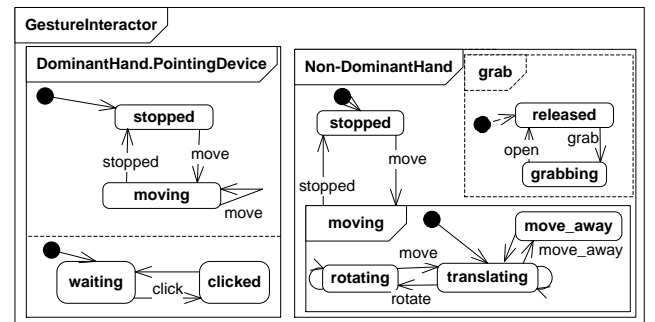 GestureInteractor
DominantHand.PointingDevice
stopped
stopped
move
moving
move
waiting
click
clicked
Non-DominantHand
stopped
move
stopped
moving
move_away
move_away
move
rotating
translating
rotate
grab
released
open
grab
grabbing